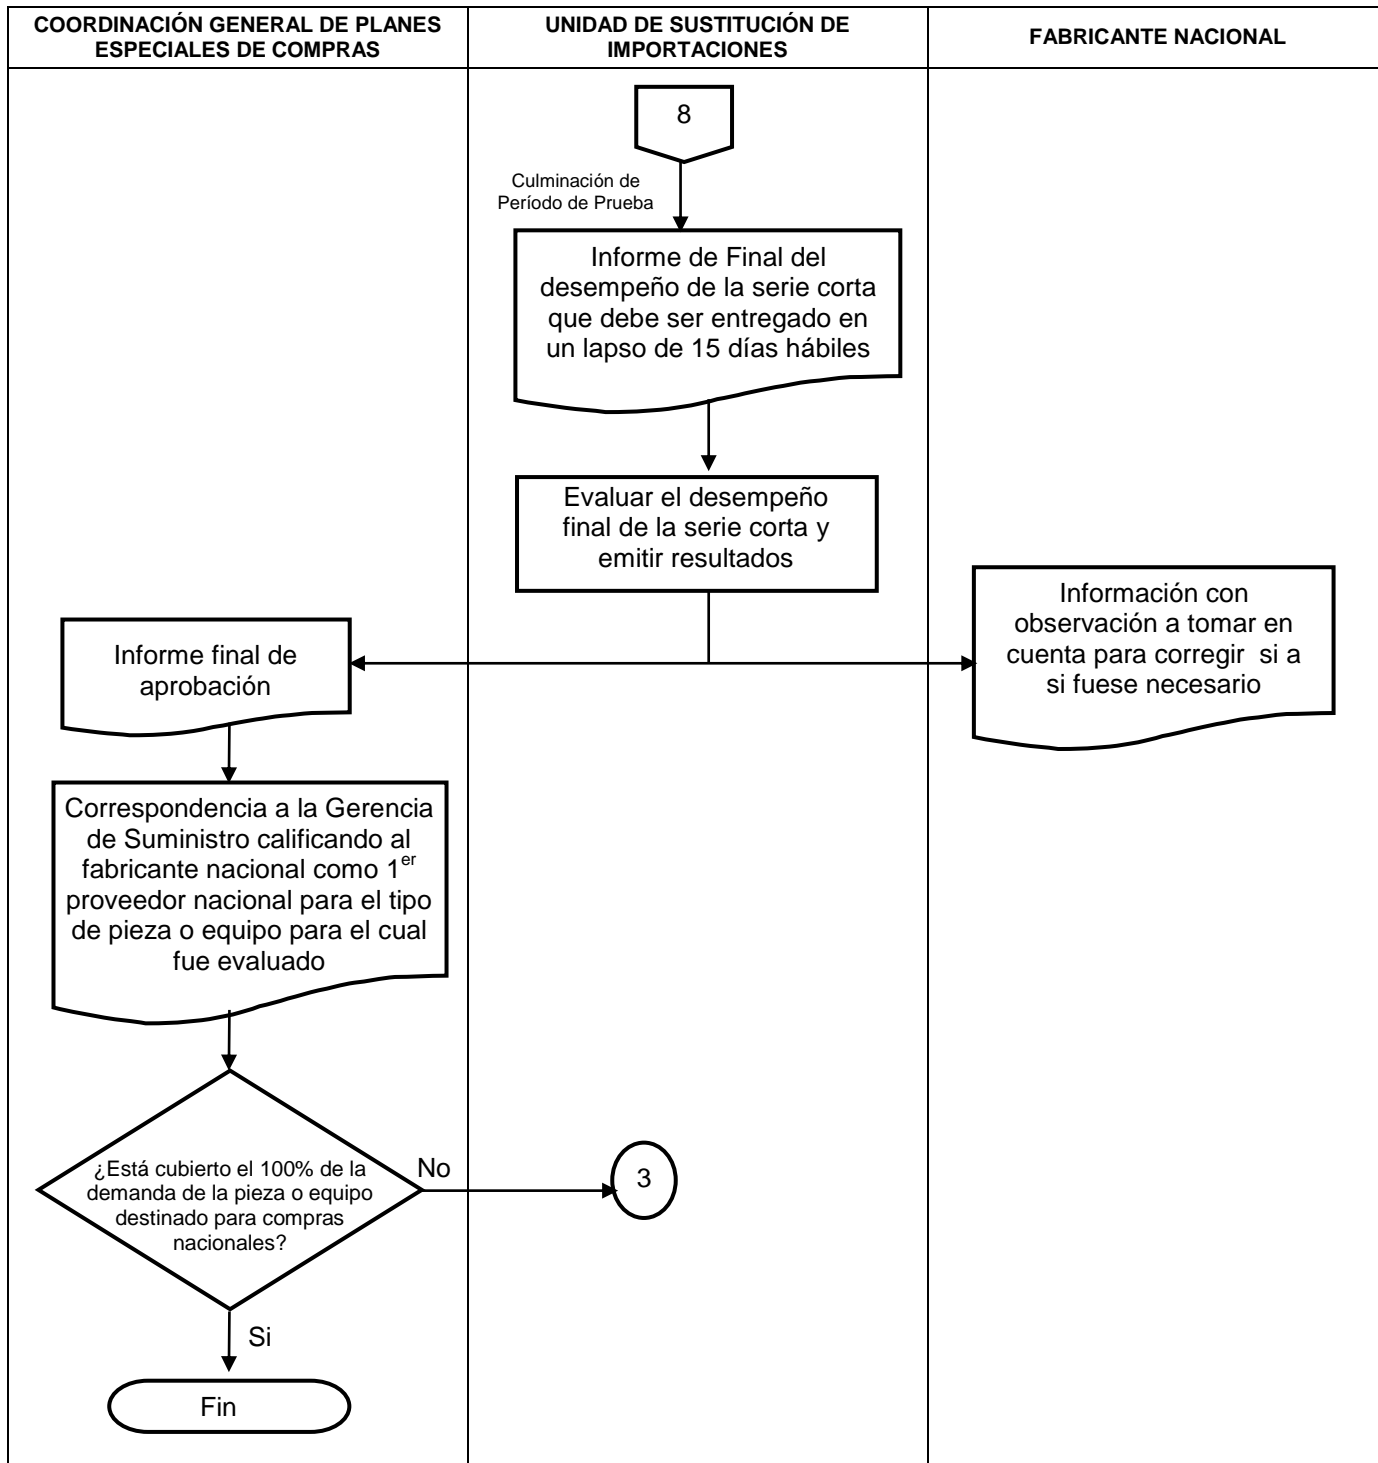 COORDINACIÓN GENERAL DE PLANES
ESPECIALES DE COMPRAS
UNIDAD DE SUSTITUCIÓN DE
IMPORTACIONES
FABRICANTE NACIONAL
8
Culminación de
Período de Prueba
Informe de Final del
desempeño de la serie corta
que debe ser entregado en
un lapso de 15 días hábiles
Evaluar el desempeño
final de la serie corta y
emitir resultados
Información con
observación a tomar en
cuenta para corregir si a
si fuese necesario
Informe final de
aprobación
Correspondencia a la Gerencia
de Suministro calificando al
fabricante nacional como 1er
proveedor nacional para el tipo
de pieza o equipo para el cual
fue evaluado
¿Está cubierto el 100% de la
demanda de la pieza o equipo
destinado para compras
nacionales?
No
3
Si
Fin